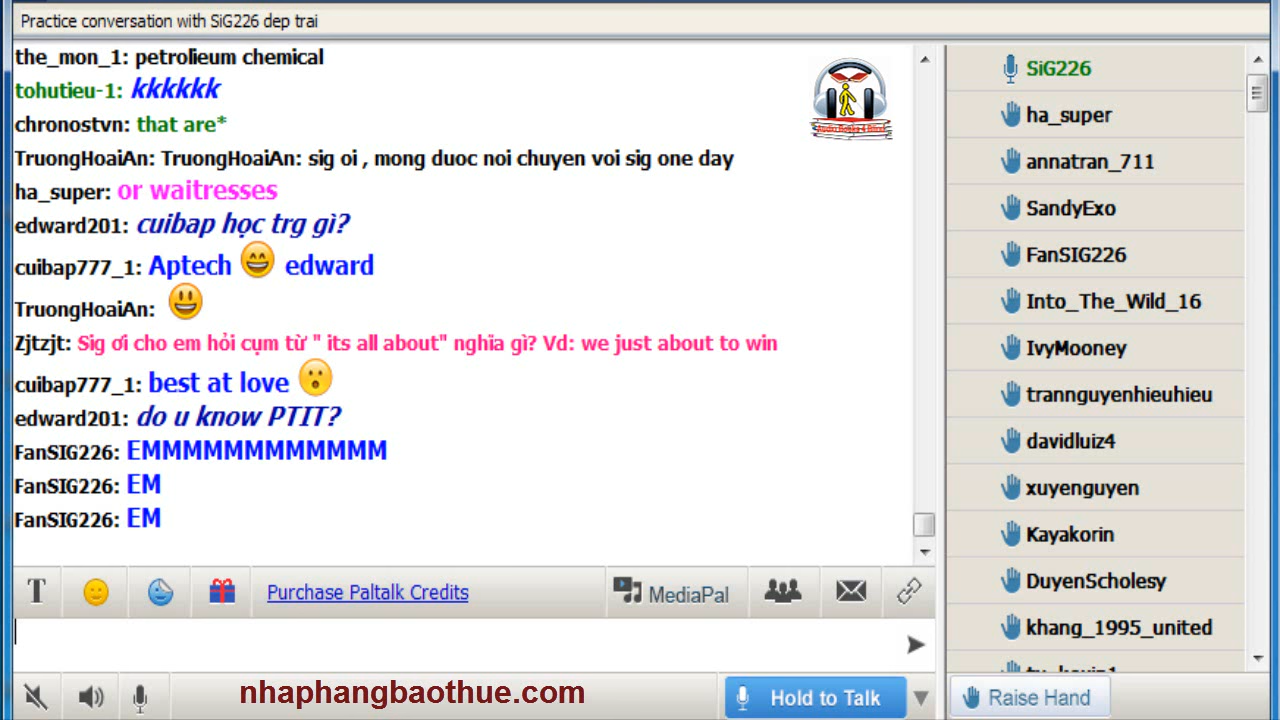 Practice conversation with SiG226 dep trai
the_mon_1: petrolieum chemical
tohutieu-1: kkkkkk
chronostvn: that are*
TruongHoaiAn: TruongHoaiAn: sig oi , mong duoc noi chuyen voi sig one day
ha_super: or waitresses
edward201: cuibap học trg gì?
cuibap777_1: Aptech edward
TruongHoaiAn:
Zjtzjt: Sig ơi cho em hỏi cụm từ " its all about" nghĩa gì? Vd: we just about to win
cuibap777_1: best at love
edward201: do u know PTIT?
FanSIG226: EMMMMMMMMMMMM
FanSIG226: EM
FanSIG226: EM
T
Purchase Paltalk Credits
MediaPal
nhaphangbaothue.com
Hold to Talk
SiG226
ha_super
annatran_711
SandyExo
FanSIG226
Into_The_Wild_16
IvyMooney
trannguyenhieuhieu
davidluiz4
xuyenguyen
Kayakorin
DuyenScholesy
khang_1995_united
Raise Hand